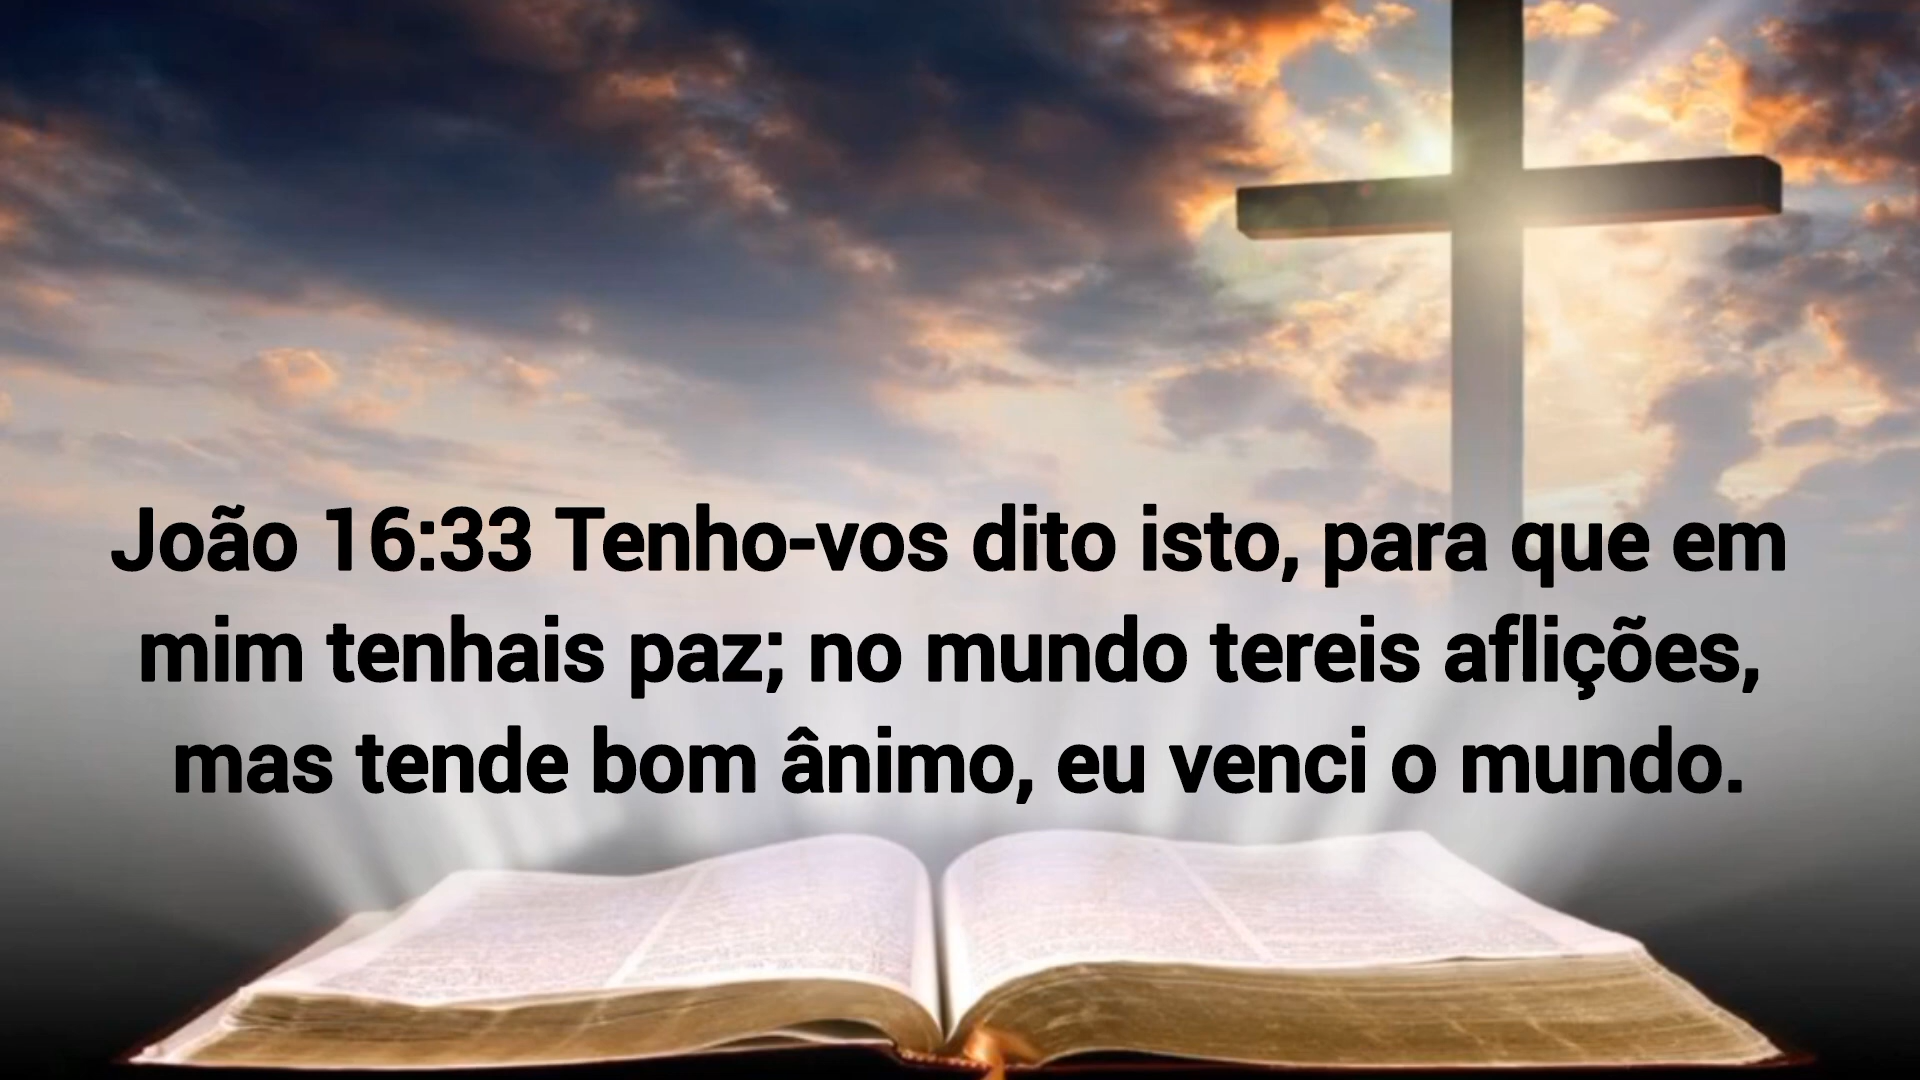 João 16:33 Tenho-vos dito isto, para que em
mim tenhais paz; no mundo tereis aflições,
mas tende bom ânimo, eu venci o mundo.